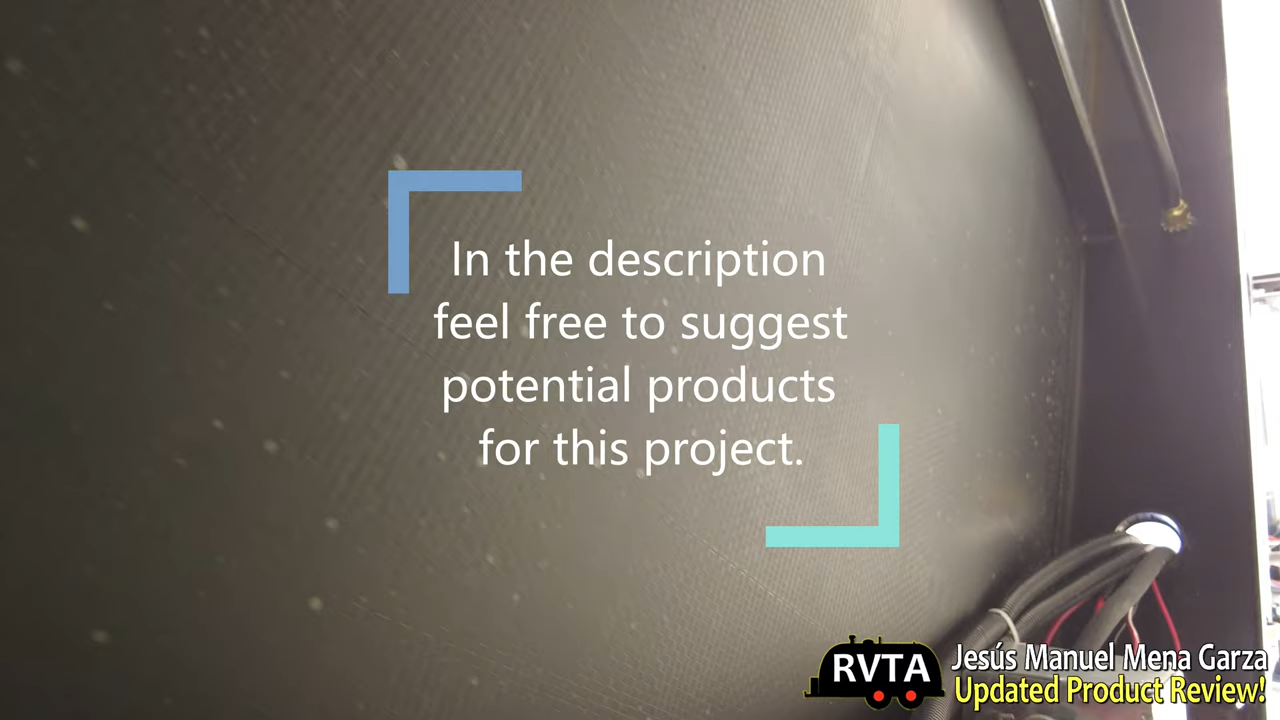 In the description
feel free to suggest
potential products
for this project.
RVTA
Jesús Manuel Mena Garza
Updated Product Review!